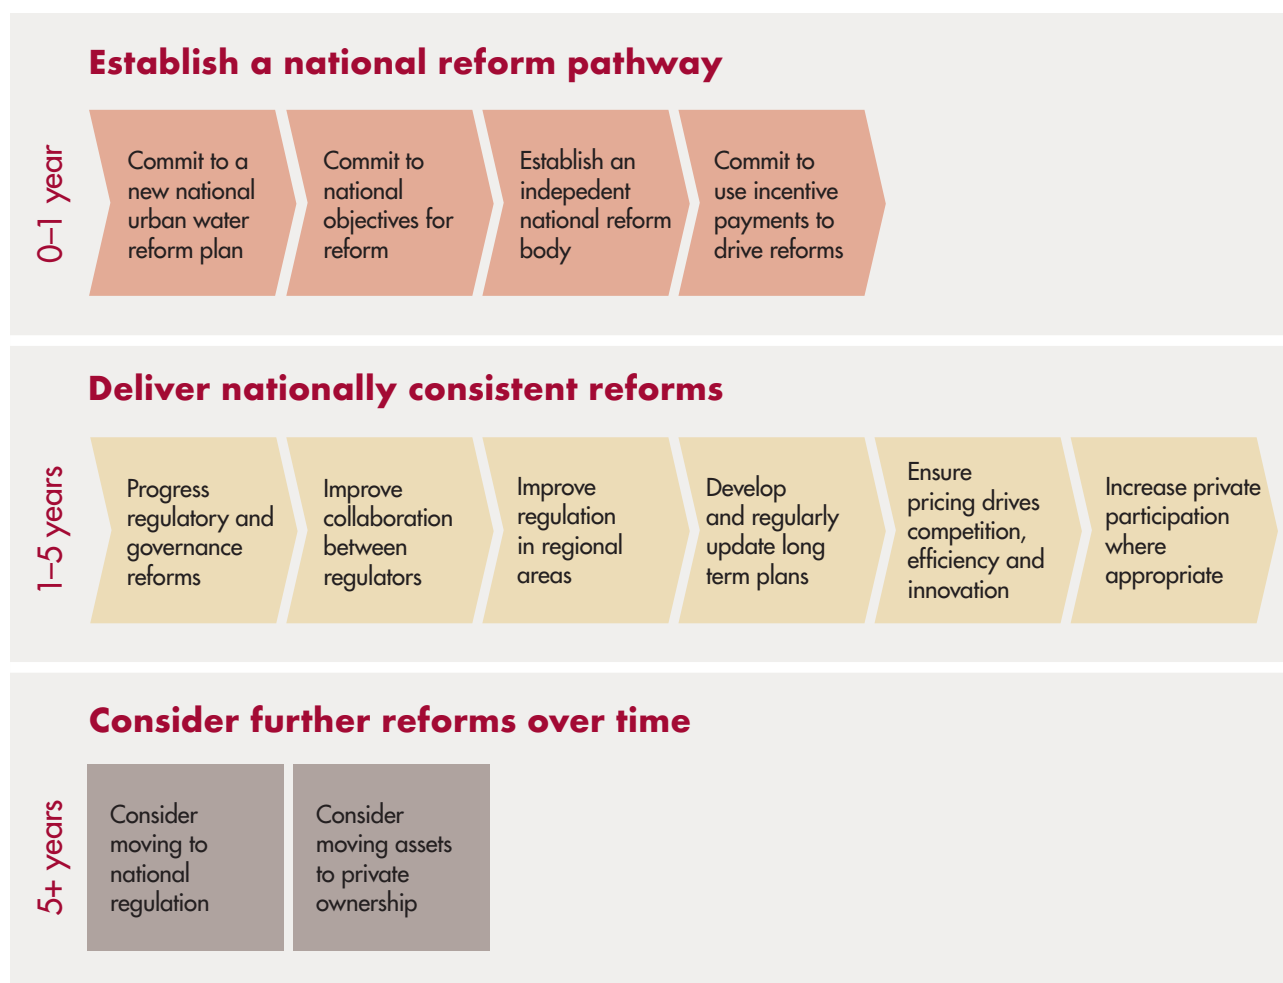 Establish a national reform pathway
0–1 year
Commit to a
new national
urban water
reform plan
Commit to
national
objectives for
reform
Establish an
indepedent
national reform
body
Commit to
use incentive
payments to
drive reforms
Deliver nationally consistent reforms
1–5 years
Progress
regulatory and
governance
reforms
Improve
collaboration
between
regulators
Improve
regulation
in regional
areas
Develop
and regularly
update long
term plans
Ensure
pricing drives
competition,
efficiency and
innovation
Increase private
participation
where
appropriate
Consider further reforms over time
5+ years
Consider
moving to
national
regulation
Consider
moving assets
to private
ownership